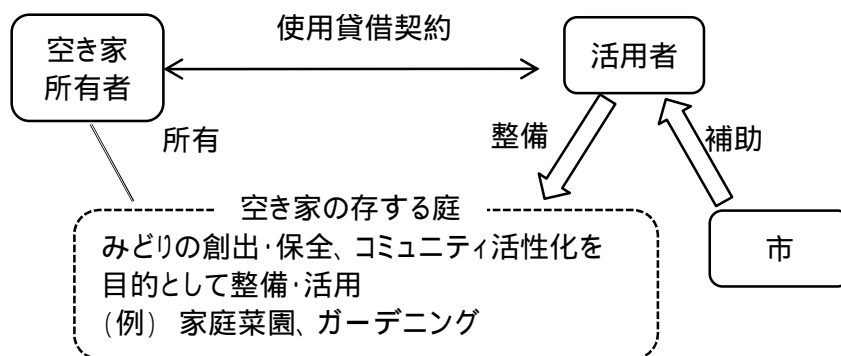 使用貸借契約
空き家
所有者
活用者
所有
整備
補助
空き家の存する庭
みどりの創出・保全、コミュニティ活性化を
目的として整備・活用
(例) 家庭菜園、ガーデニング
市